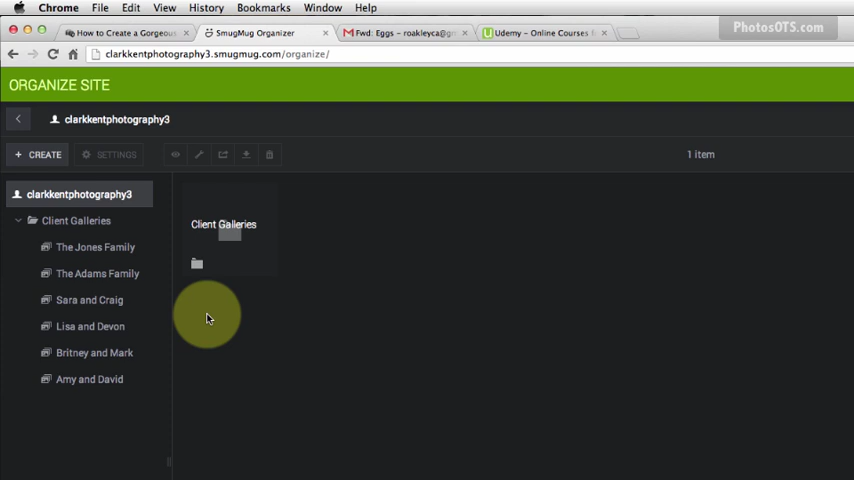 Chrome File Edit View History Bookmarks Window Help
How to Create a Gorgeous
SmugMug Organizer
Fwd: Eggs - roakleyca@g
Udemy - Online Courses f
PhotosOTS.com
clarkkentphotography3.smugmug.com/organize/
ORGANIZE SITE
clarkkentphotography3
+ CREATE
SETTINGS
1 item
clarkkentphotography3
Client Galleries
The Jones Family
The Adams Family
Sara and Craig
Lisa and Devon
Britney and Mark
Amy and David
Client Galleries